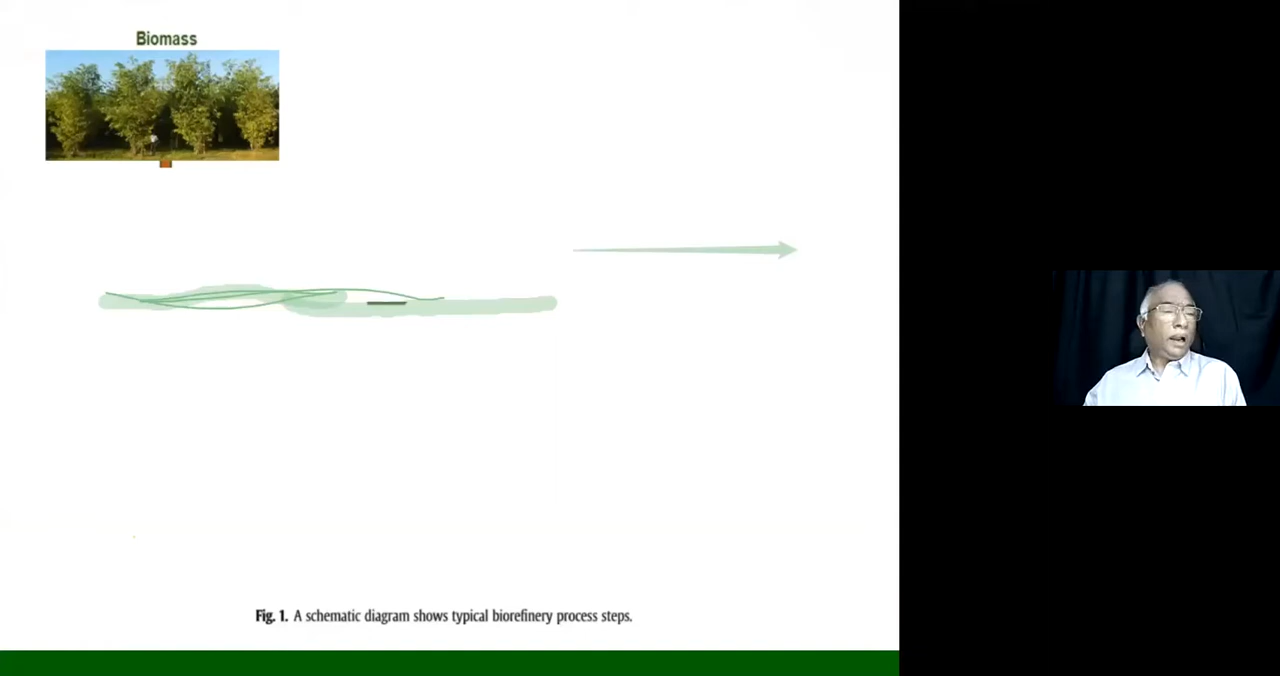 Biomass
Fig. 1. A schematic diagram shows typical biorefinery process steps.